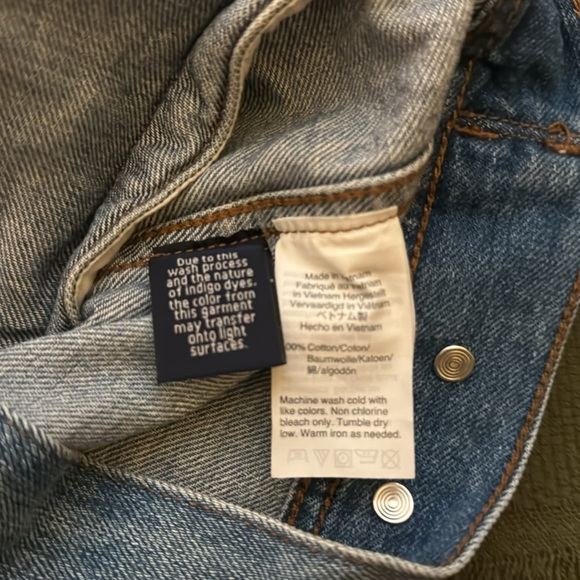 Due to this
wash process
and the nature
of indigo dyes.
the color from
this garment
may transfer
onto light
surfaces.
Made in Vietnam
Fabriqué au viêtnam
in Vietnam Hergestellt
Vervaardigd in Viëtnam
ベトナム製
Hecho en Vietnam
00% Cotton/Coton/
Baumwolle/Katoen/
綿/algodón
Machine wash cold with
like colors. Non chlorine
bleach only. Tumble dry
low. Warm iron as needed.